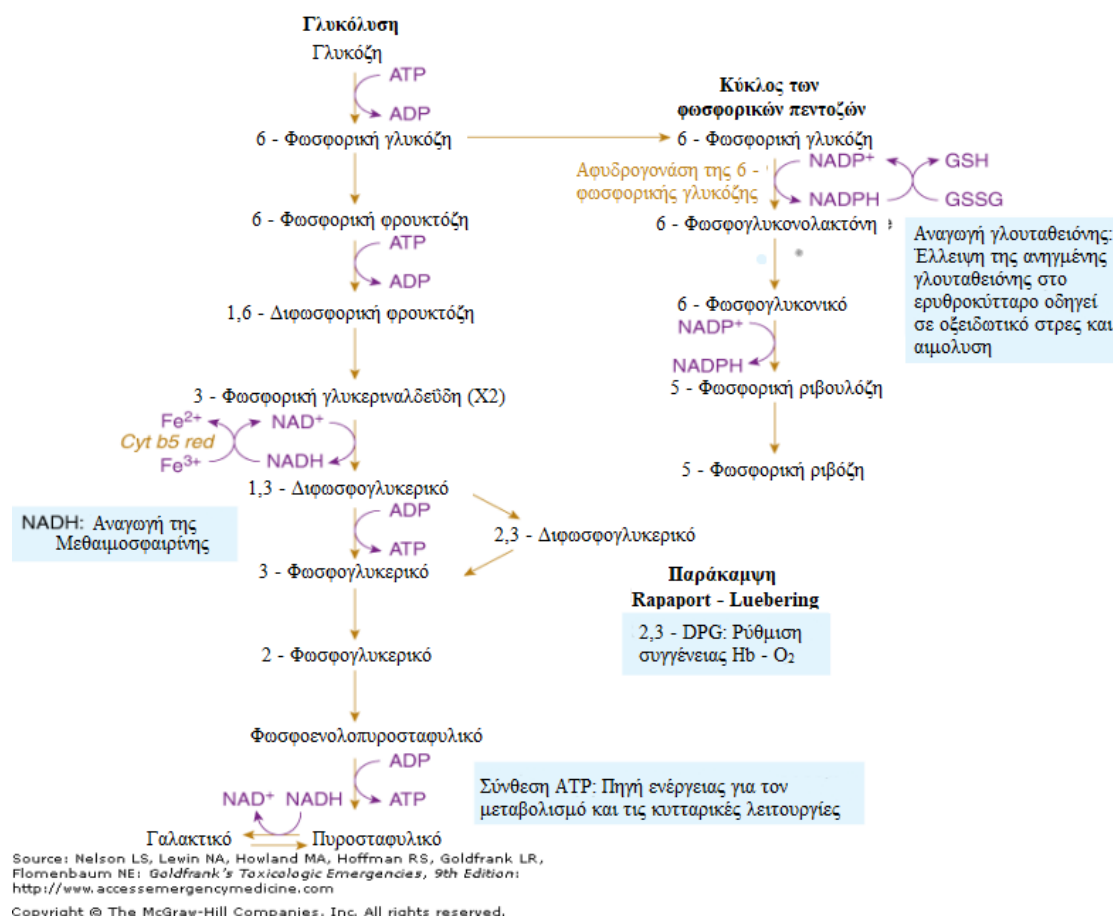 Γλυκόλυση
Γλυκόζη
ATP
ADP
6 - Φωσφορική γλυκόζη
6 - Φωσφορική φρουκτόζη
ATP
ADP
1,6 - Διφωσφορική φρουκτόζη
3 - Φωσφορική γλυκεριναλδεΰδη (X2)
Fe2+
NAD+
Cyt b5 red
Fe3+
NADH
1,3 - Διφωσφογλυκερικό
NADH: Αναγωγή της
Μεθαιμοσφαιρίνης
ADP
ATP
2,3 - Διφωσφογλυκερικό
3 - Φωσφογλυκερικό
Παράκαμψη
Rapaport - Luebering
2,3 - DPG: Ρύθμιση
συγγένειας Hb - O2
2 - Φωσφογλυκερικό
Φωσφοενολοπυροσταφυλικό
ADP
ATP
Σύνθεση ATP: Πηγή ενέργειας για τον
μεταβολισμό και τις κυτταρικές λειτουργίες
NAD+ NADH
Γαλακτικό
Πυροσταφυλικό
Κύκλος των
φωσφορικών πεντοζών
6 - Φωσφορική γλυκόζη
Αφυδρογονάση της 6 -
φωσφορικής γλυκόζης
NADP+
GSH
NADPH
GSSG
6 - Φωσφογλυκονολακτόνη e
Αναγωγή γλουταθειόνης:
Έλλειψη της ανηγμένης
γλουταθειόνης στο
ερυθροκύτταρο οδηγεί
σε οξειδωτικό στρες και
αιμολυση
6 - Φωσφογλυκονικό
NADP+
NADPH
5 - Φωσφορική ριβουλόζη
5 - Φωσφορική ριβόζη
Source: Nelson LS, Lewin NA, Howland MA, Hoffman RS, Goldfrank LR,
Flomenbaum NE: Goldfrank's Toxicologic Emergencies, 9th Edition:
http://www.accessemergencymedicine.com
Copyright © The McGraw-Hill Companies, Inc. All rights reserved.